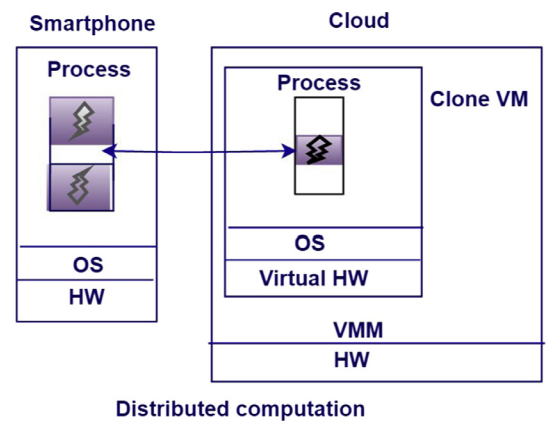 Smartphone
Cloud
Process
Process
Clone VM
OS
HW
OS
Virtual HW
VMM
HW
Distributed computation